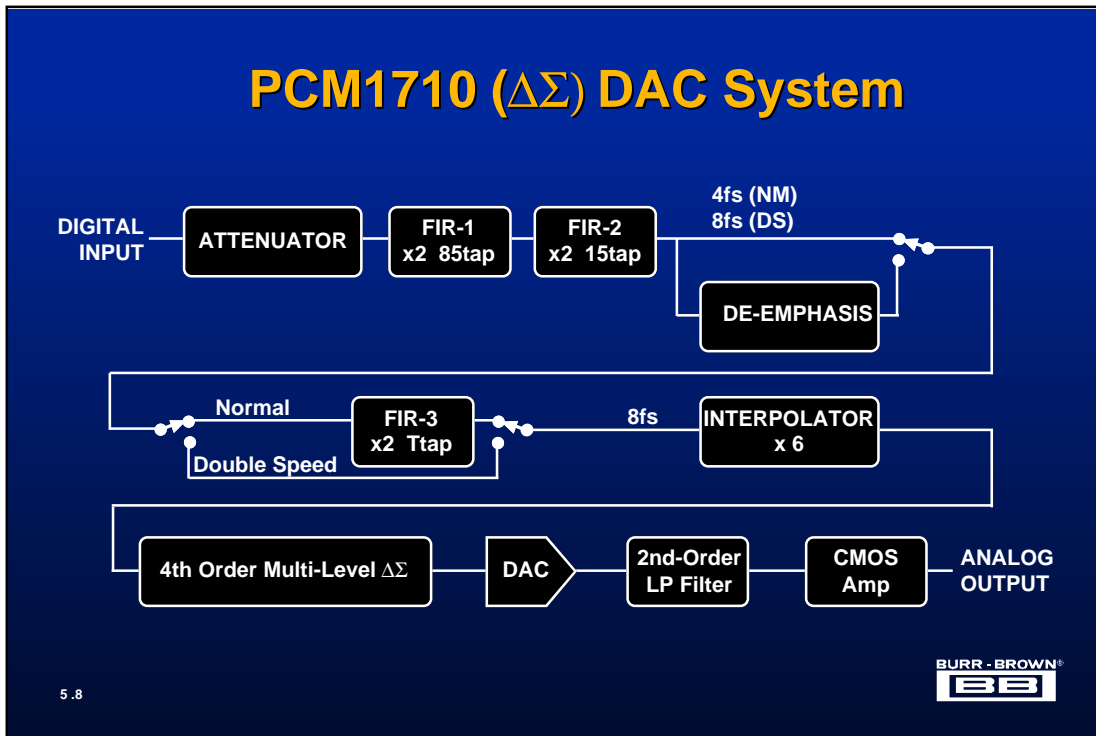 PCM1710 (ΔΣ) DAC System
4fs (NM)
8fs (DS)
DIGITAL
INPUT
ATTENUATOR
FIR-1
x2 85tap
FIR-2
x2 15tap
DE-EMPHASIS
Normal
FIR-3
x2 Ttap
Double Speed
8fs
INTERPOLATOR
x 6
4th Order Multi-Level ΔΣ
DAC
2nd-Order
LP Filter
CMOS
Amp
ANALOG
OUTPUT
5 .8
BURR - BROWN®
BB